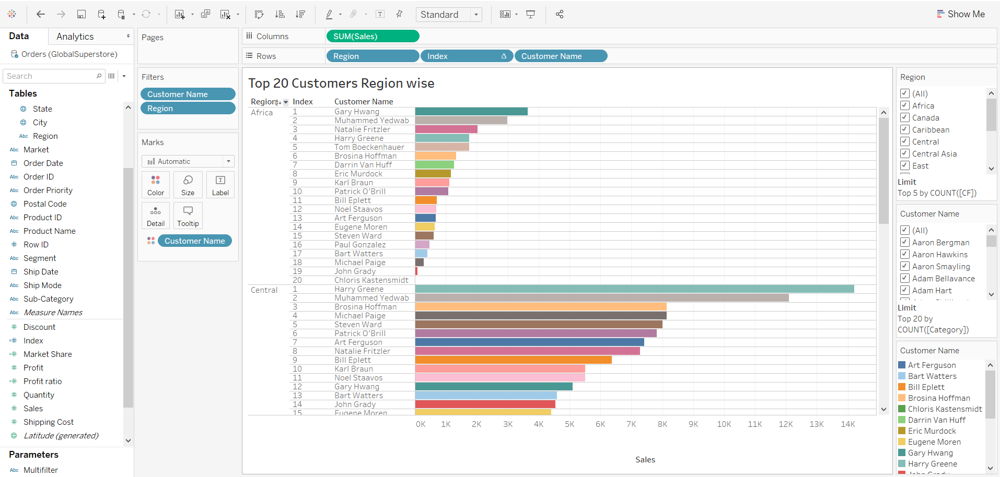 Standard
Show Me
Data
Analytics
Orders (GlobalSuperstore)
Search
Tables
State
City
Abc Region
Abc Market
Order Date
Abc Order ID
Abc Order Priority
Postal Code
Abc Product ID
Abc Product Name
# Row ID
Abc Segment
Ship Date
Abc Ship Mode
Abc Sub-Category
Abc Measure Names
# Discount
=# Index
=# Market Share
# Profit
=# Profit ratio
# Quantity
# Sales
# Shipping Cost
Latitude (generated)
Parameters
Abc Multifilter
Pages
Filters
Customer Name
Region
Marks
Automatic
Color
Size
Label
Detail
Tooltip
Customer Name
Columns
SUM(Sales)
Rows
Region
Index Δ
Customer Name
Top 20 Customers Region wise
Region Index Customer Name
Africa 1 Gary Hwang
2 Muhammed Yedwab
3 Natalie Fritzler
4 Harry Greene
5 Tom Boeckenhauer
6 Brosina Hoffman
7 Darrin Van Huff
8 Eric Murdock
9 Karl Braun
10 Patrick O’Brill
11 Bill Eplett
12 Noel Staavos
13 Art Ferguson
14 Eugene Moren
15 Steven Ward
16 Paul Gonzalez
17 Bart Watters
18 Michael Paige
19 John Grady
20 Chloris Kastensmidt
Central 1 Harry Greene
2 Muhammed Yedwab
3 Brosina Hoffman
4 Michael Paige
5 Steven Ward
6 Patrick O’Brill
7 Art Ferguson
8 Natalie Fritzler
9 Bill Eplett
10 Karl Braun
11 Noel Staavos
12 Gary Hwang
13 Bart Watters
14 John Grady
15 Eugene Moren
0K 1K 2K 3K 4K 5K 6K 7K 8K 9K 10K 11K 12K 13K 14K
Sales
Region
(All)
Africa
Canada
Caribbean
Central
Central Asia
East
Limit
Top 5 by COUNT([CF])
Customer Name
(All)
Aaron Bergman
Aaron Hawkins
Aaron Smayling
Adam Bellavance
Adam Hart
Limit
Top 20 by
COUNT([Category])
Customer Name
Art Ferguson
Bart Watters
Bill Eplett
Brosina Hoffman
Chloris Kastensmidt
Darrin Van Huff
Eric Murdock
Eugene Moren
Gary Hwang
Harry Greene